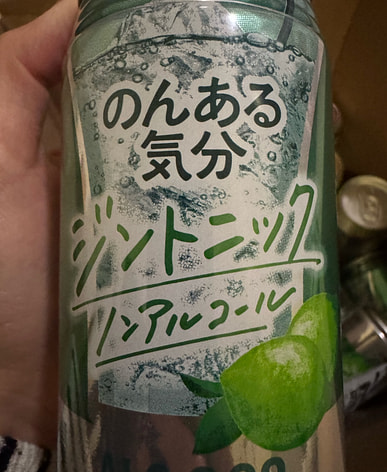 のんある
気分
ジントニック
ノンアルコール